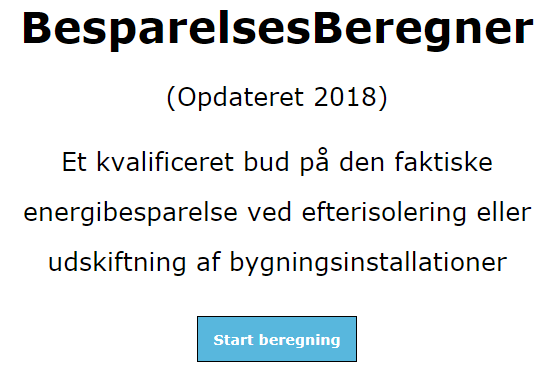 BesparelsesBeregner
(Opdateret 2018)
Et kvalificeret bud på den faktiske
energibesparelse ved efterisolering eller
udskiftning af bygningsinstallationer
Start beregning